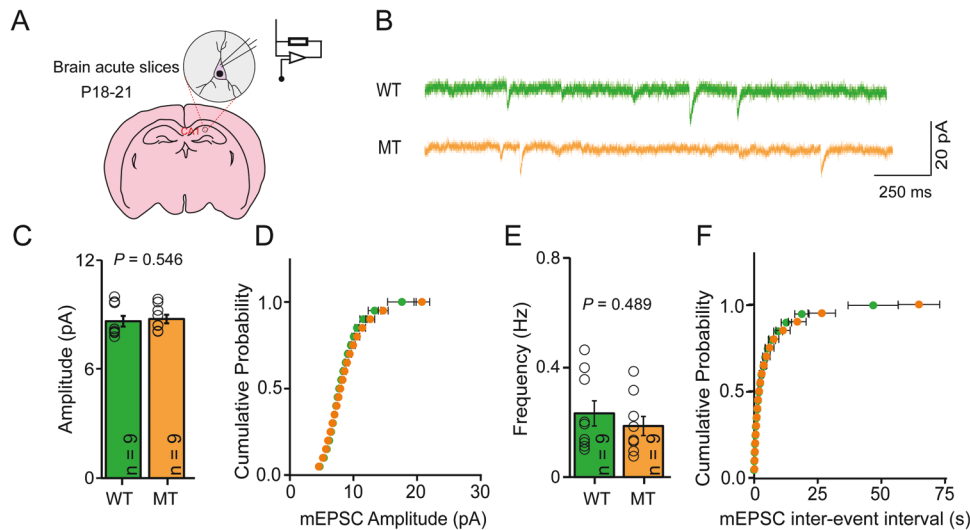 A
Brain acute slices
P18-21
CA1
B
WT
MT
20 pA
250 ms
C
P = 0.546
Amplitude (pA)
12
6
0
n = 9
n = 9
WT
MT
D
Cumulative Probability
1.0
0.5
0.0
0
10
20
30
mEPSC Amplitude (pA)
E
P = 0.489
Frequency (Hz)
0.8
0.4
0.0
n = 9
n = 9
WT
MT
F
Cumulative Probability
1.0
0.5
0.0
0
25
50
75
mEPSC inter-event interval (s)